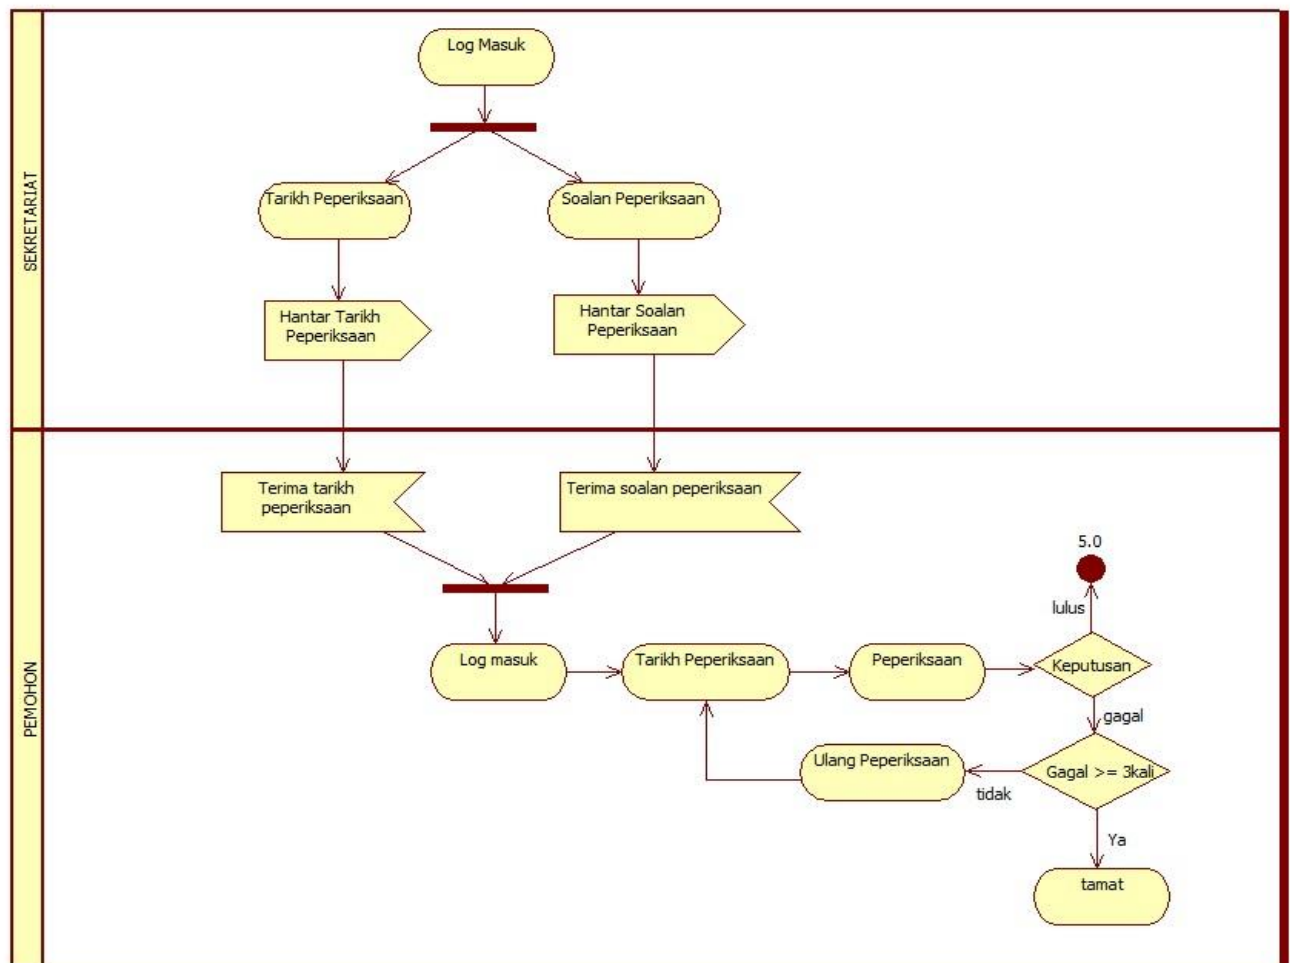 SEKRETARIAT
Log Masuk
Tarikh Peperiksaan
Soalan Peperiksaan
Hantar Tarikh
Peperiksaan
Hantar Soalan
Peperiksaan
PEMOHON
Terima tarikh
peperiksaan
Terima soalan peperiksaan
5.0
lulus
Log masuk
Tarikh Peperiksaan
Peperiksaan
Keputusan
gagal
Ulang Peperiksaan
tidak
Gagal >= 3kali
Ya
tamat